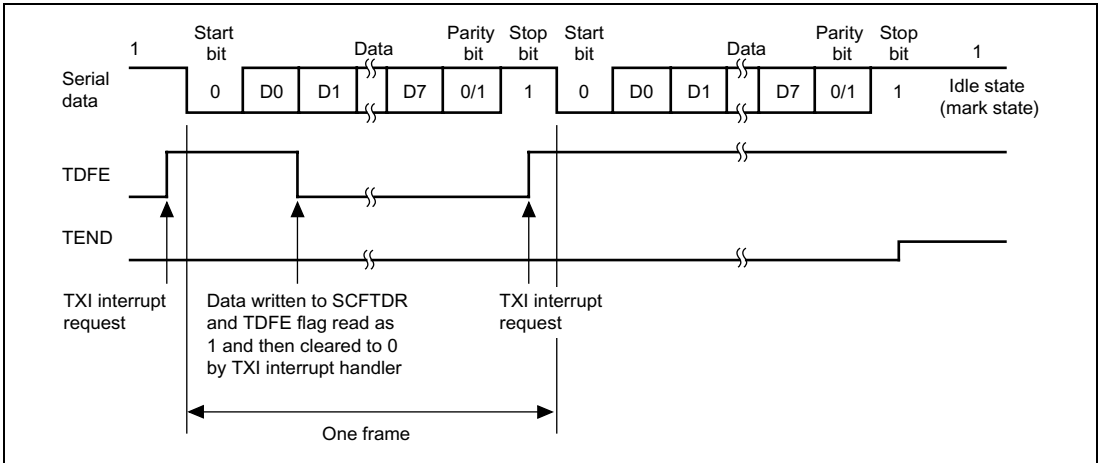 1 Start bit Data Parity bit Stop bit Start bit Data Parity bit Stop bit 1
Serial data 0 D0 D1 D7 0/1 1 0 D0 D1 D7 0/1 1 Idle state (mark state)
TDFE
TEND
TXI interrupt request
Data written to SCFTDR
and TDFE flag read as
1 and then cleared to 0
by TXI interrupt handler
TXI interrupt request
One frame